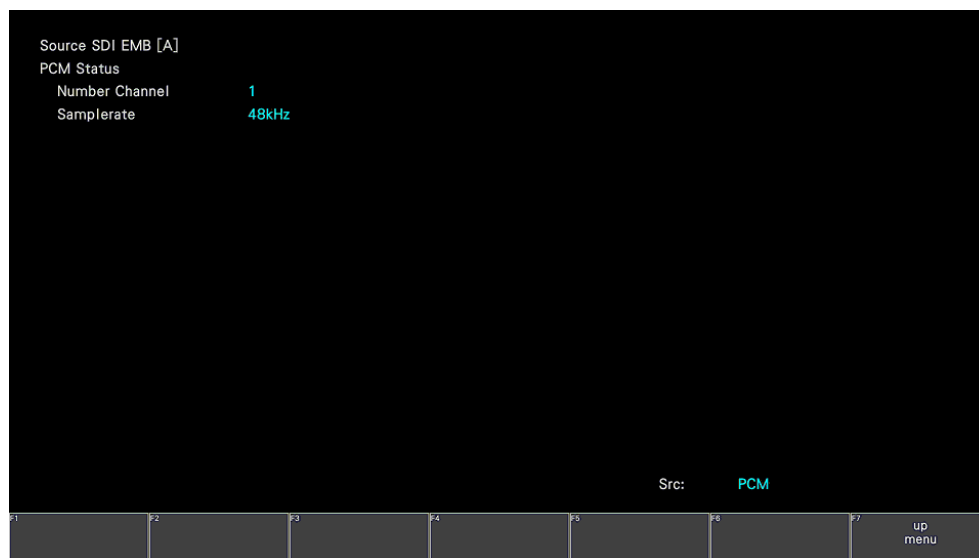 Source SDI EMB [A]
PCM Status
Number Channel 1
Samplerate 48kHz
Src: PCM
F1 F2 F3 F4 F5 F6 F7
up
menu